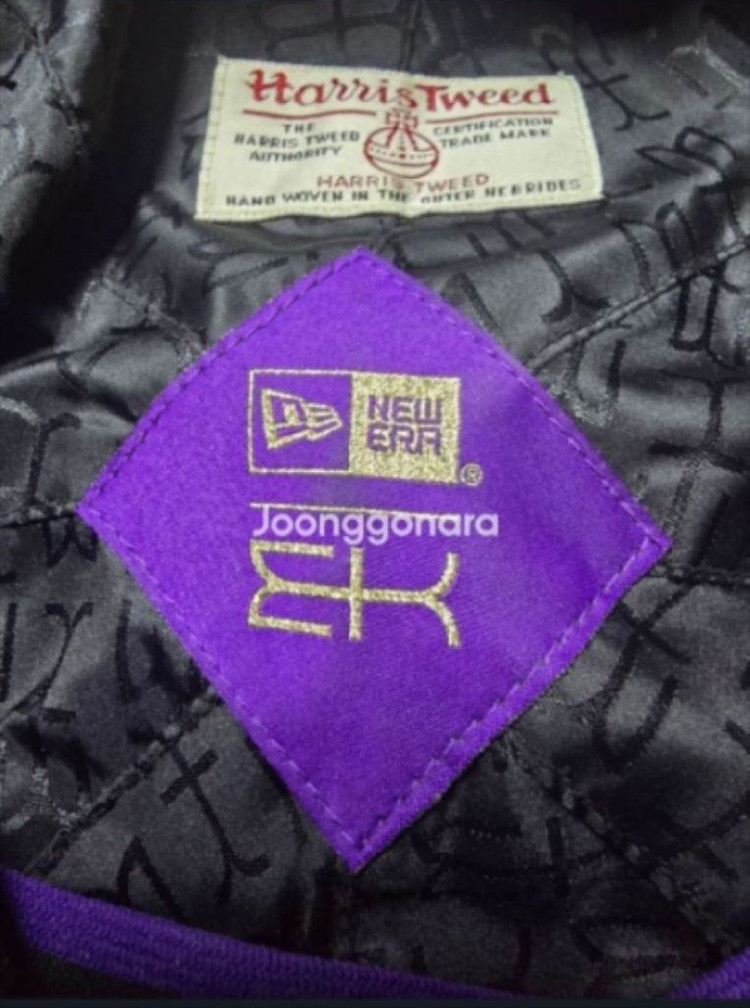 Harris Tweed
THE
HARRIS TWEED
AUTHORITY
CERTIFICATION
TRADE MARK
HARRIS TWEED
HAND WOVEN IN THE OUTER HEBRIDES
NEW
ERA
®
Joonggonara